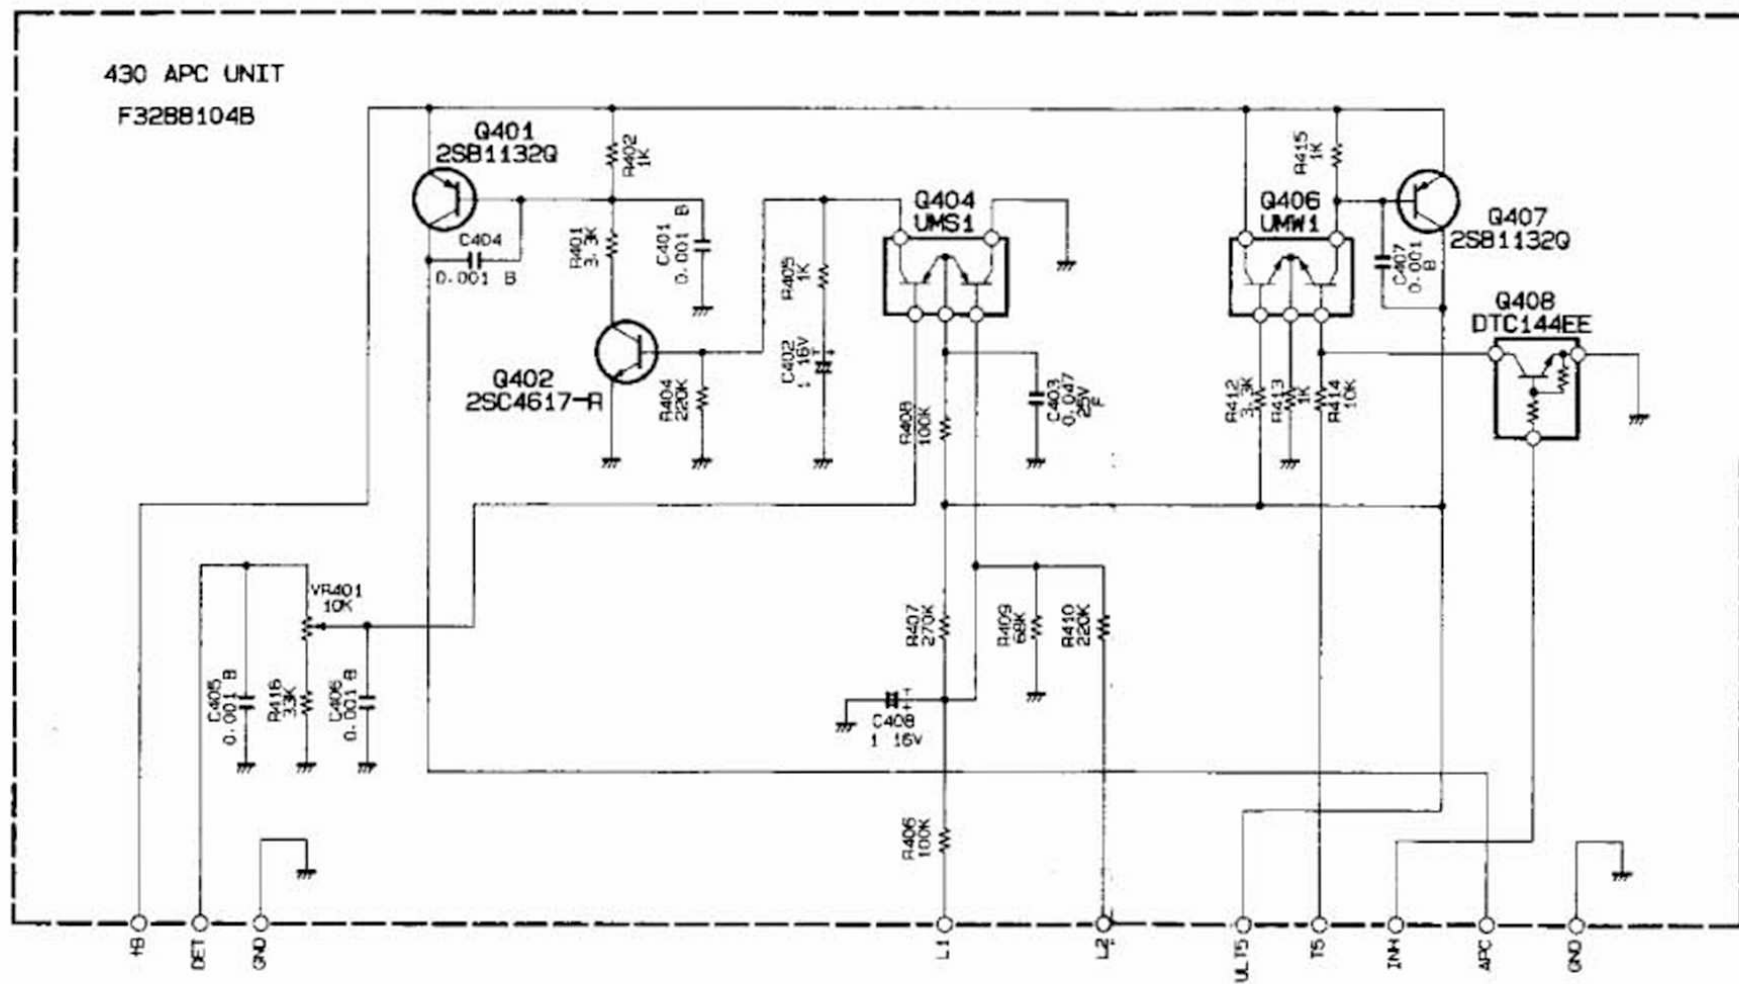 430 APC UNIT
F3288104B
Q401
2SB1132Q
R402
1K
C404
0.001 B
R401
3.3K
C401
0.001 B
Q402
2SC4617-R
R404
220K
R405
1K
C402
1 16V
Q404
UMS1
R408
100K
C403
0.047
25V
F
Q406
UMW1
R415
1K
Q407
2SB1132Q
C407
0.001
B
Q408
DTC144EE
R412
3.3K
R413
1K
R414
10K
VR401
10K
C405
0.001 B
R416
33K
C406
0.001 B
R407
270K
R409
68K
R410
220K
C408
1 16V
R406
100K
HB
DET
GND
L1
L2
ULT5
T5
INH
APC
GND